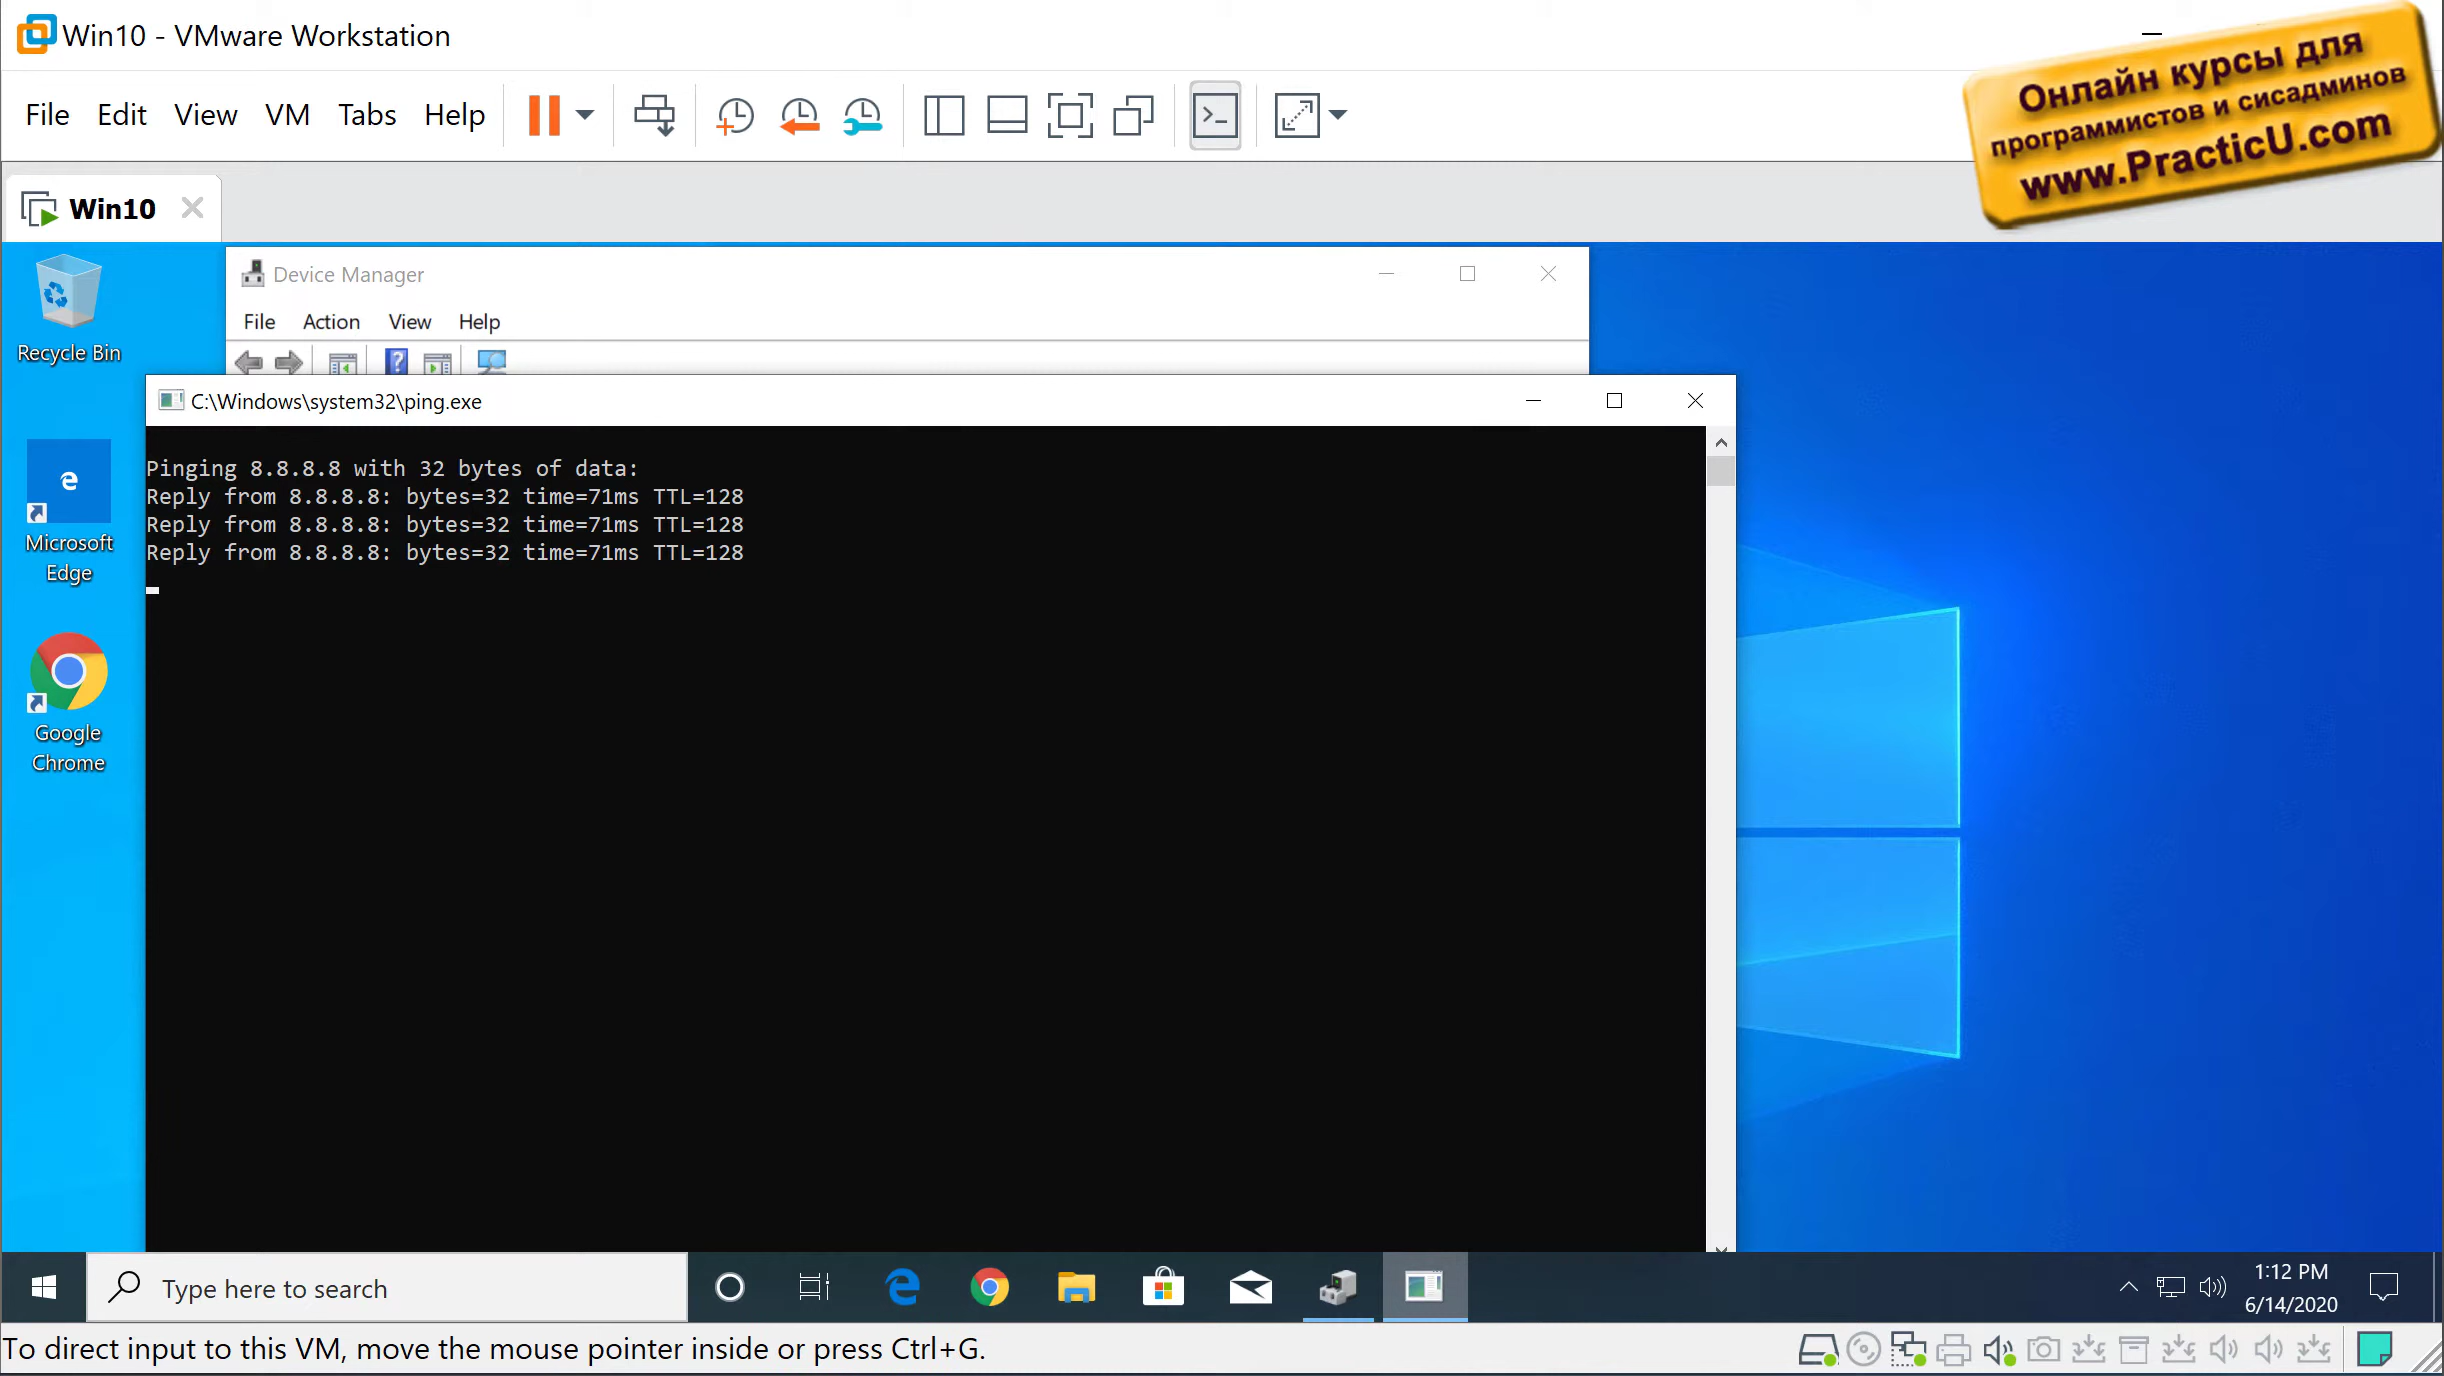 Win10 - VMware Workstation
Онлайн курсы для
программистов и сисадминов
www.PracticU.com
File Edit View VM Tabs Help
Win10
Recycle Bin
Device Manager
File Action View Help
C:\Windows\system32\ping.exe
Pinging 8.8.8.8 with 32 bytes of data:
Reply from 8.8.8.8: bytes=32 time=71ms TTL=128
Reply from 8.8.8.8: bytes=32 time=71ms TTL=128
Reply from 8.8.8.8: bytes=32 time=71ms TTL=128
Microsoft
Edge
Google
Chrome
Type here to search
1:12 PM
6/14/2020
To direct input to this VM, move the mouse pointer inside or press Ctrl+G.